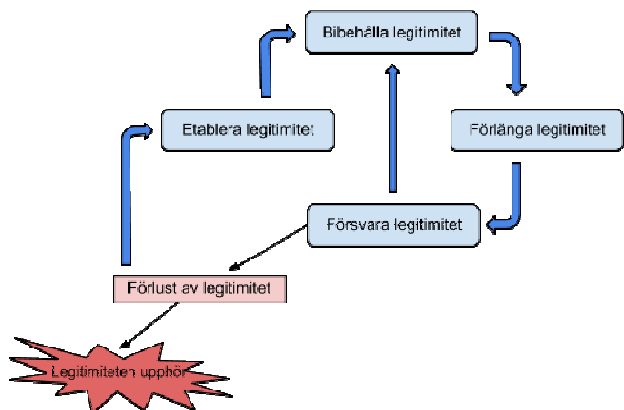 Bibehålla legitimitet
Etablera legitimitet
Förlänga legitimitet
Försvara legitimitet
Förlust av legitimitet
Legitimiteten upphör